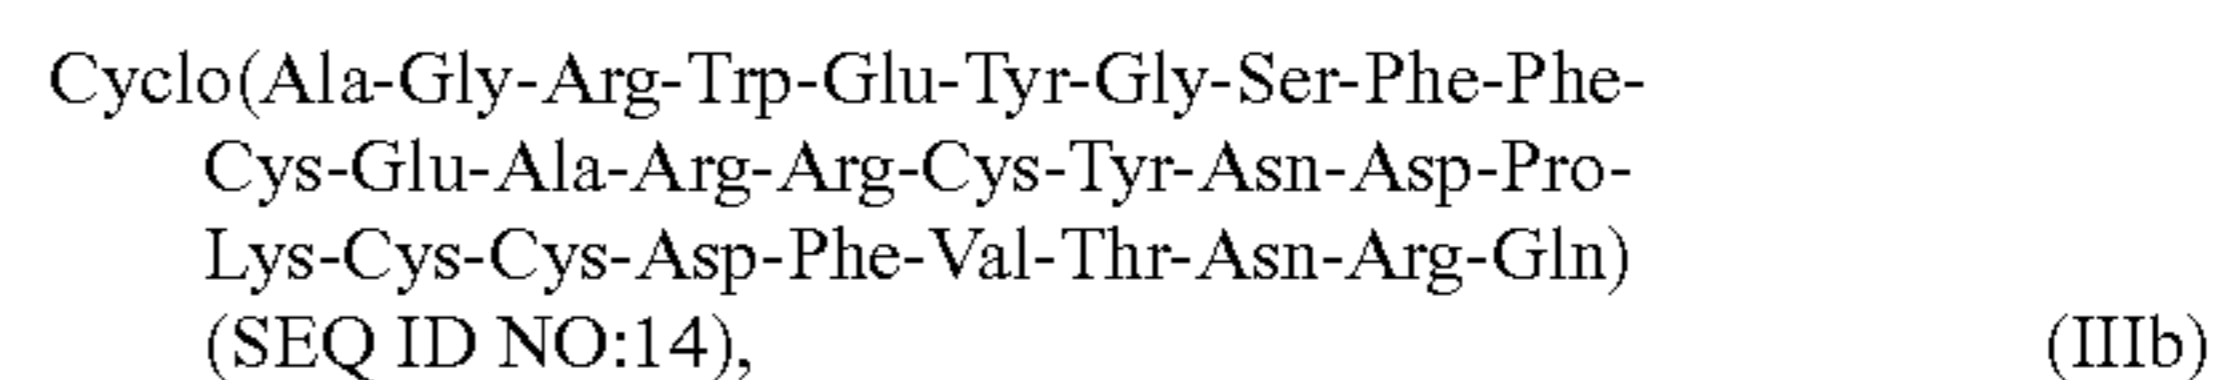 Cyclo(Ala-Gly-Arg-Trp-Glu-Tyr-Gly-Ser-Phe-Phe-
Cys-Glu-Ala-Arg-Arg-Cys-Tyr-Asn-Asp-Pro-
Lys-Cys-Cys-Asp-Phe-Val-Thr-Asn-Arg-Gln)
(SEQ ID NO:14), (IIIb)